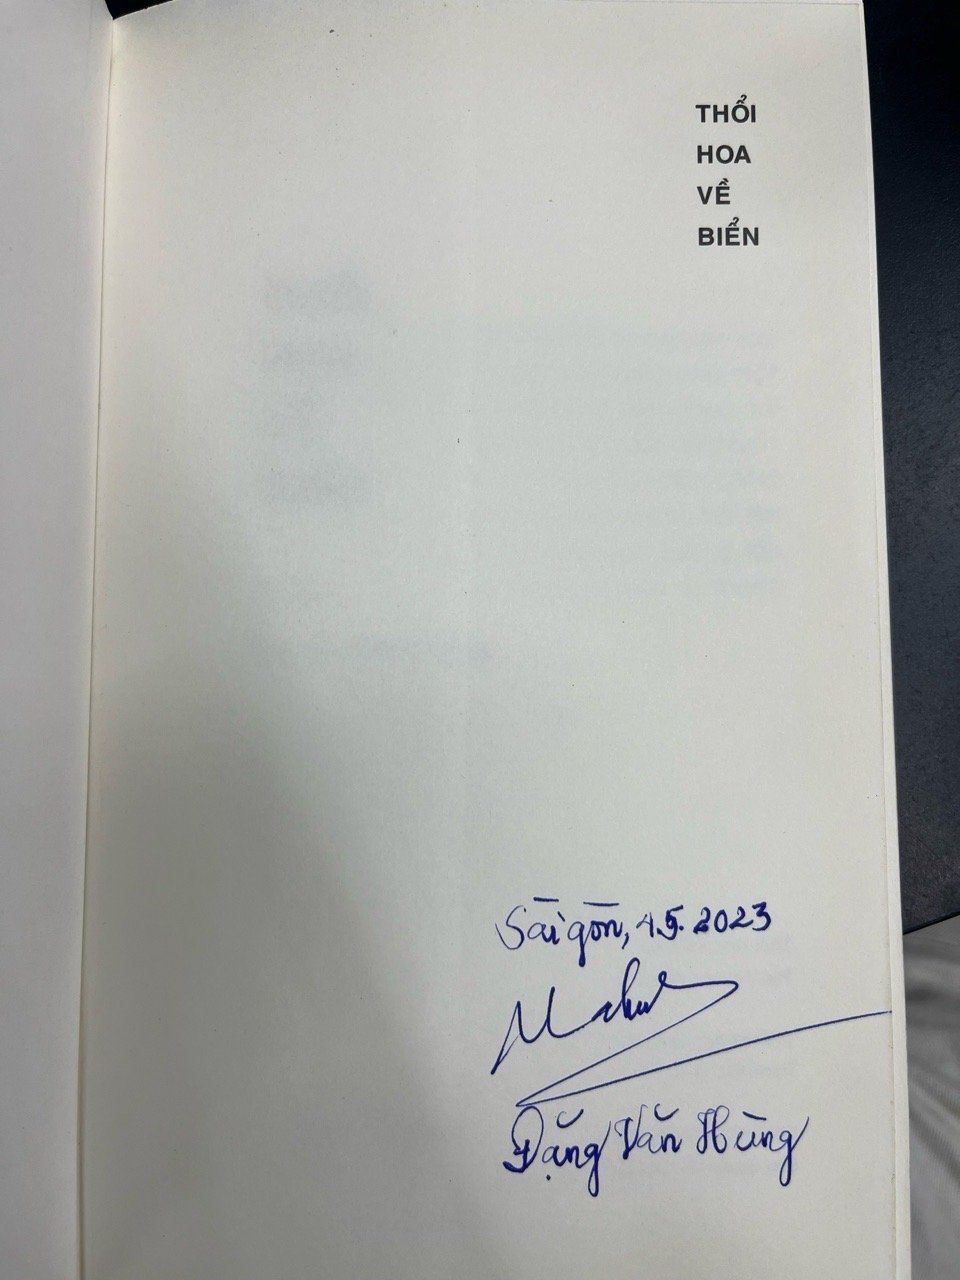 THỔI
HOA
VỀ
BIỂN
Sài gòn, 4.5.2023
Đặng Văn Hùng